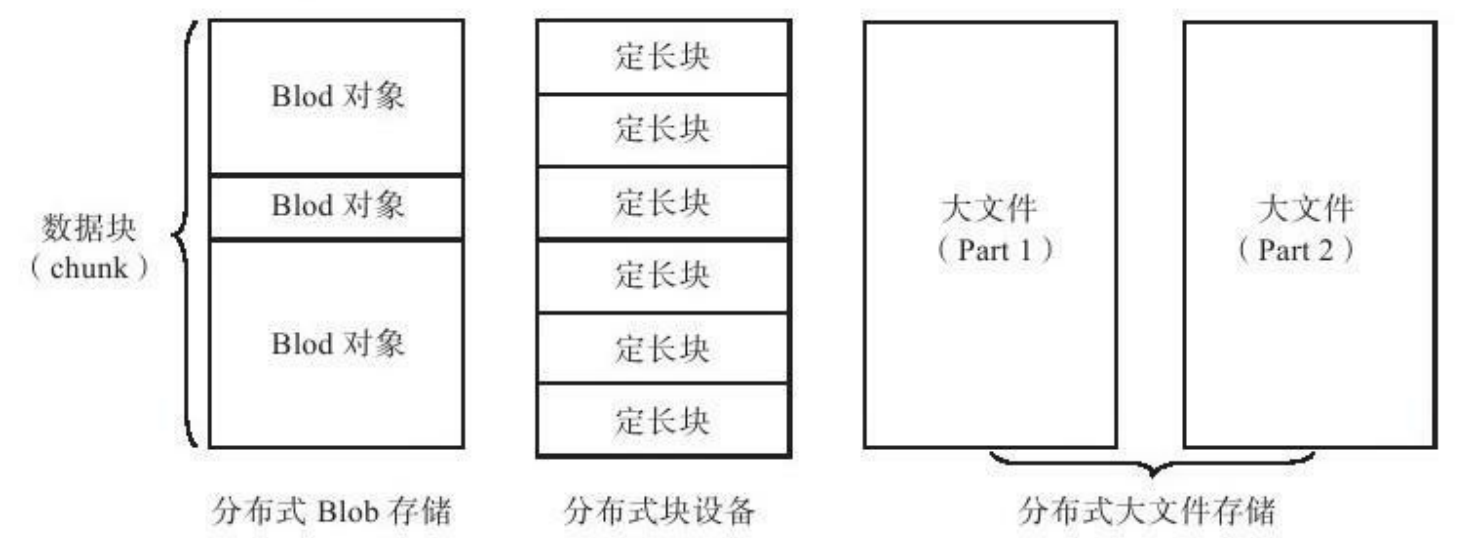 数据块
（chunk）
Blod 对象
Blod 对象
Blod 对象
分布式 Blob 存储
定长块
定长块
定长块
定长块
定长块
定长块
分布式块设备
大文件
（Part 1）
大文件
（Part 2）
分布式大文件存储